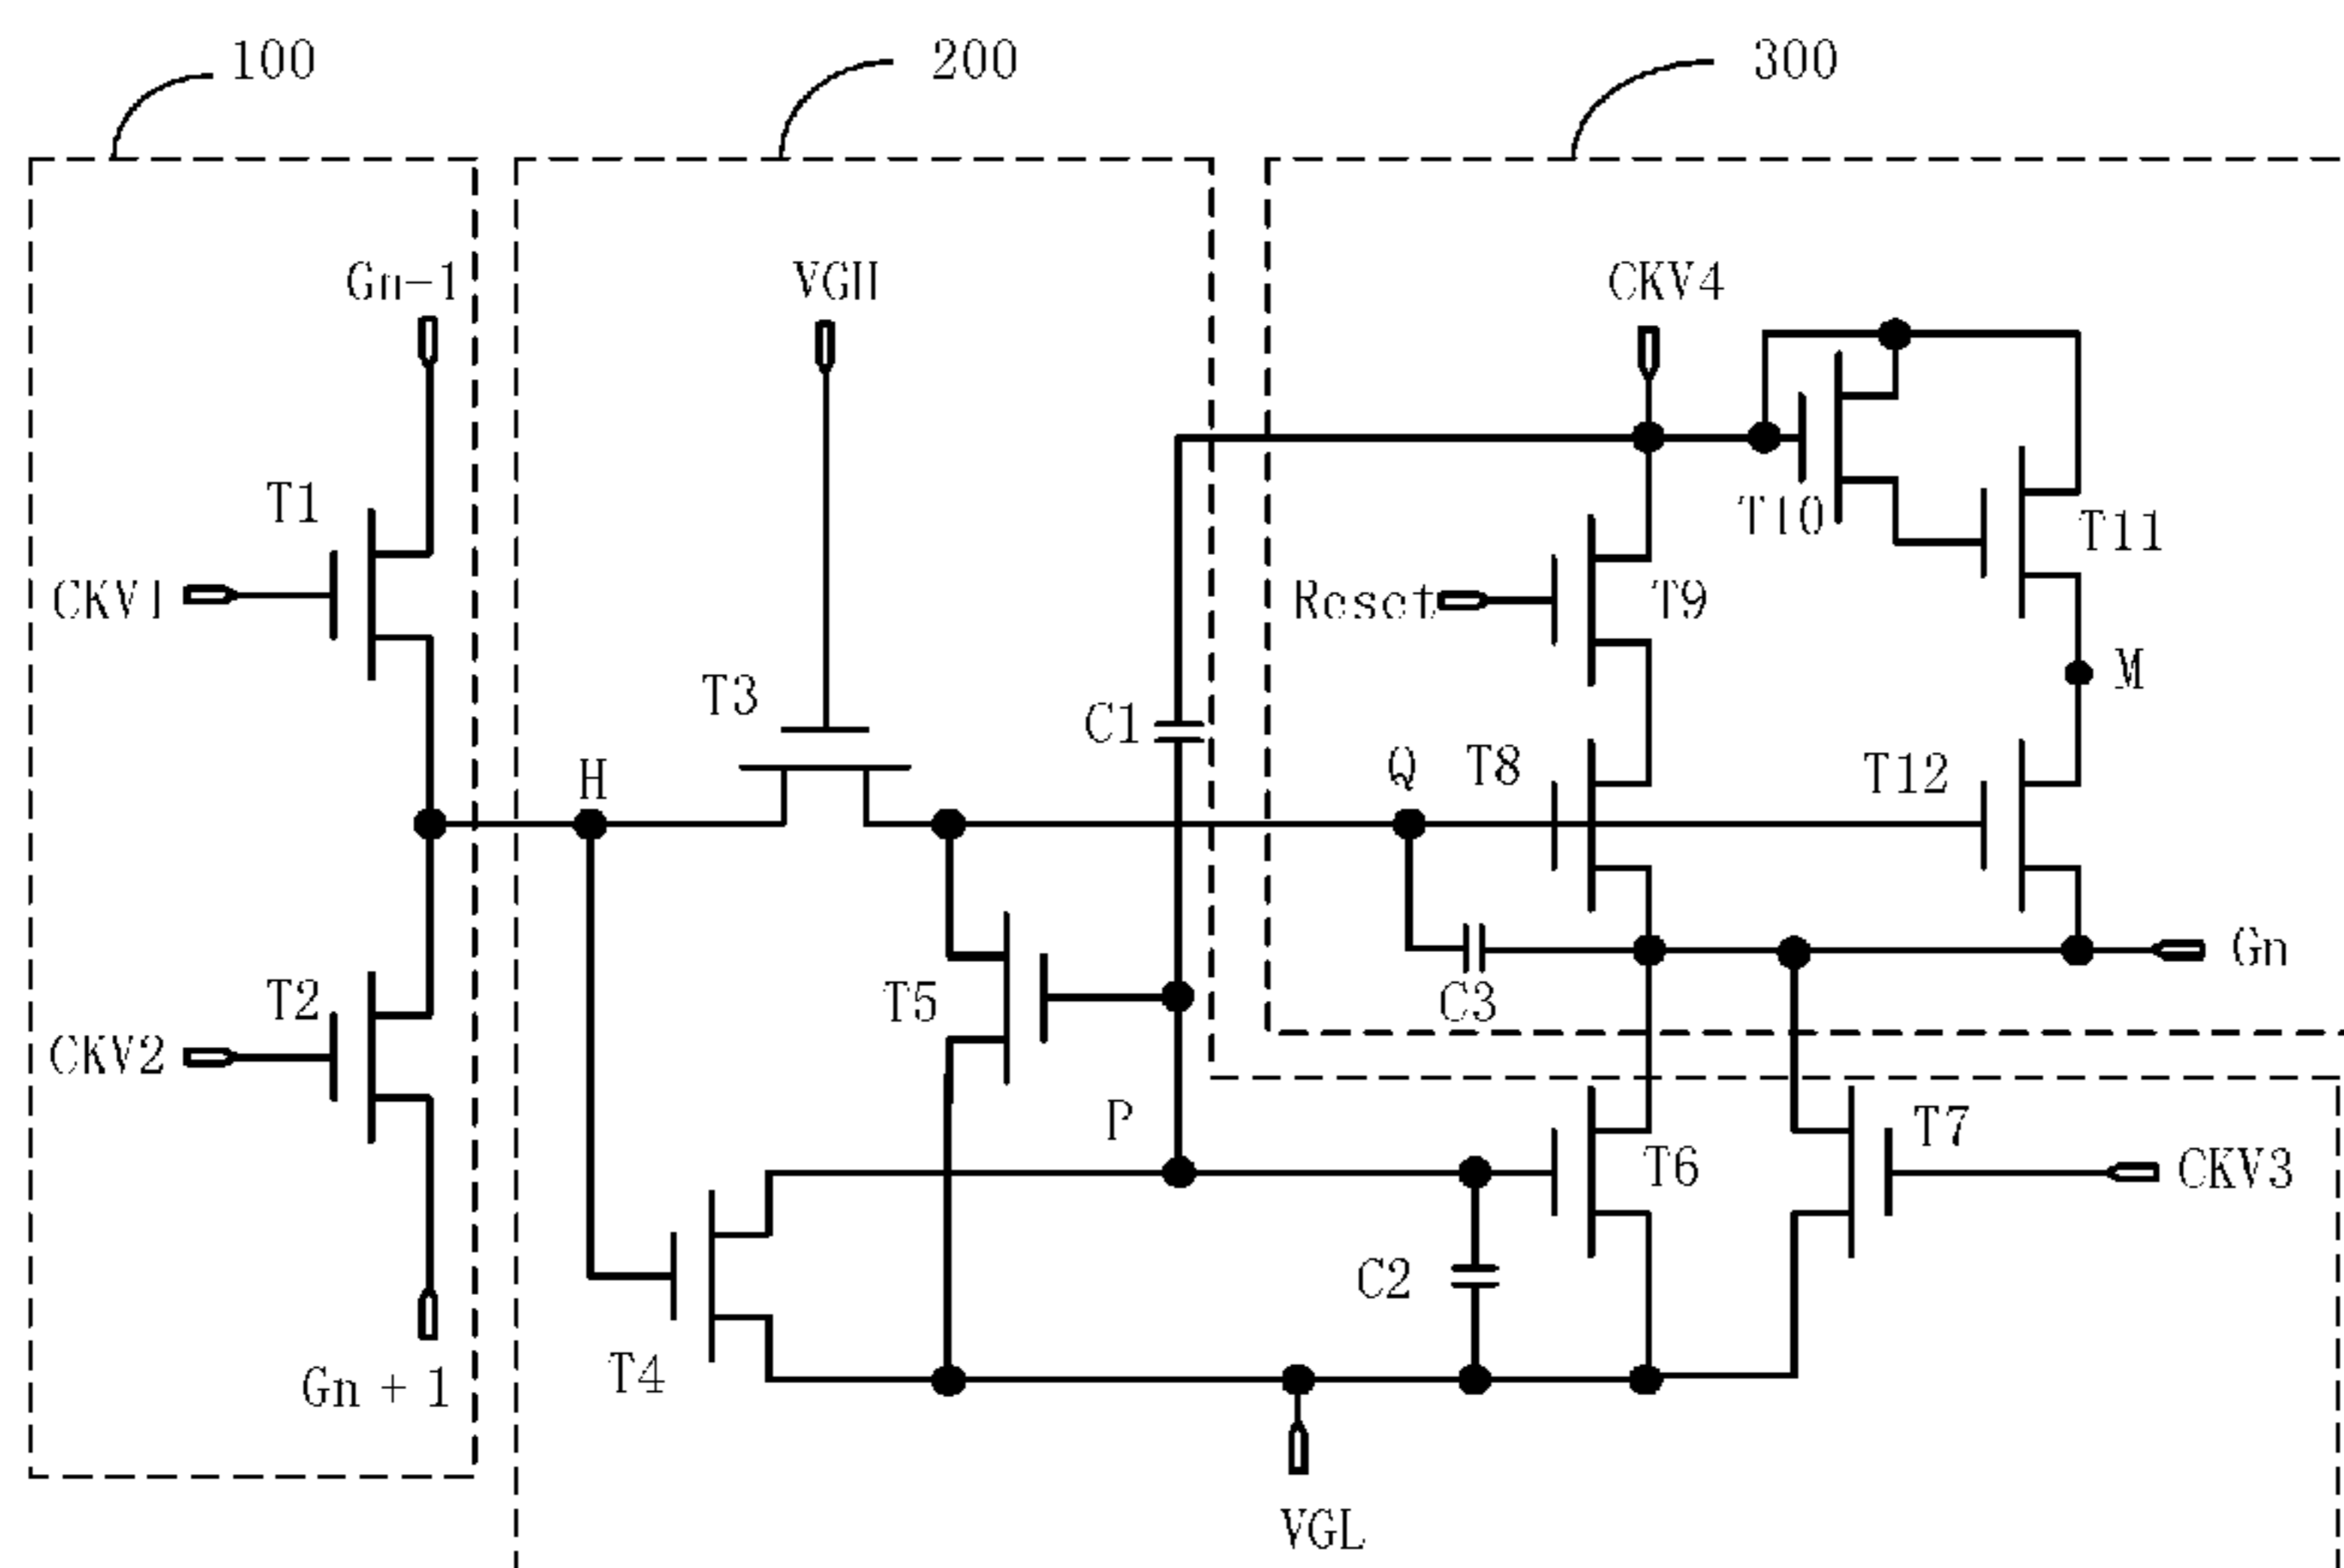 100
200
300
Gn-1
VGH
CKV4
T1
T10
T11
CKV1
Reset
T9
T3
M
C1
H
Q
T8
T12
T2
T5
C3
Gn
CKV2
P
T7
T6
CKV3
C2
T4
Gn + 1
VGL